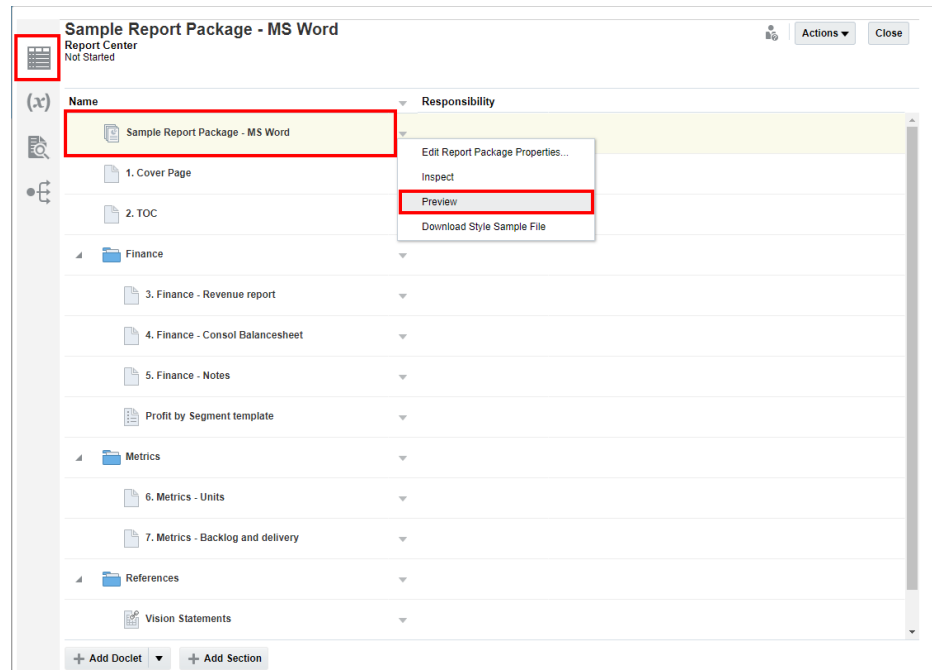 Sample Report Package - MS Word
Report Center
Not Started
Actions
Close
(x)
Name
Responsibility
Sample Report Package - MS Word
Edit Report Package Properties...
Inspect
Preview
Download Style Sample File
1. Cover Page
2. TOC
Finance
3. Finance - Revenue report
4. Finance - Consol Balancesheet
5. Finance - Notes
Profit by Segment template
Metrics
6. Metrics - Units
7. Metrics - Backlog and delivery
References
Vision Statements
Add Doclet
Add Section